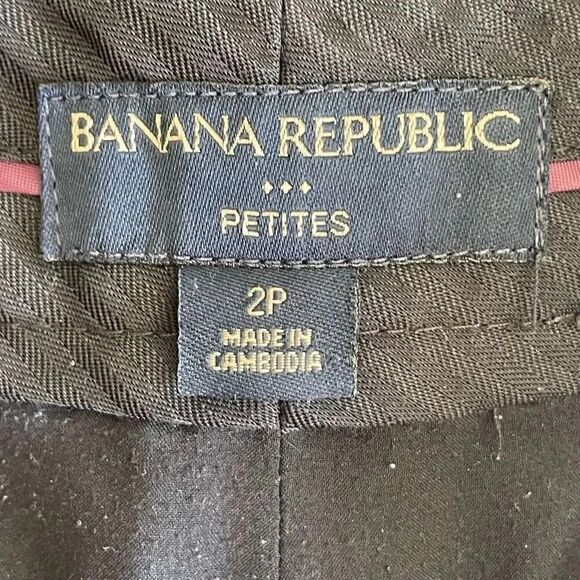 BANANA REPUBLIC
PETITES
2P
MADE IN
CAMBODIA